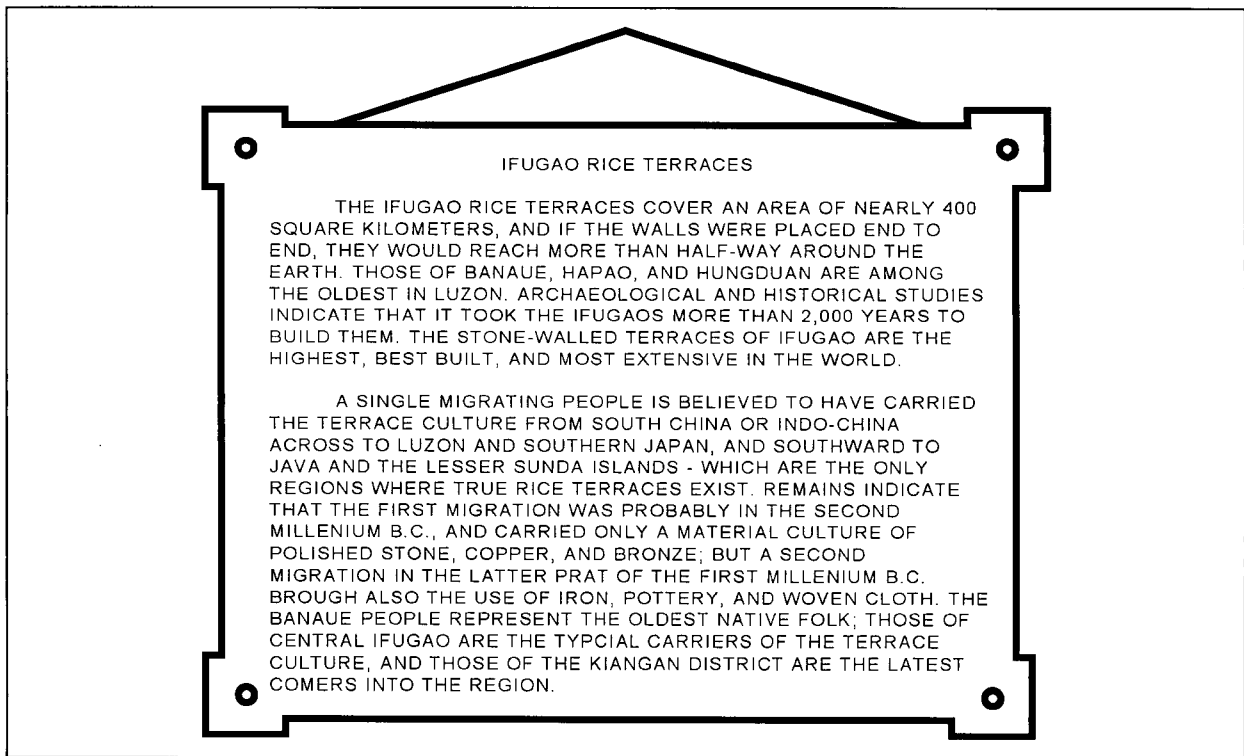 IFUGAO RICE TERRACES
THE IFUGAO RICE TERRACES COVER AN AREA OF NEARLY 400
SQUARE KILOMETERS, AND IF THE WALLS WERE PLACED END TO
END, THEY WOULD REACH MORE THAN HALF-WAY AROUND THE
EARTH. THOSE OF BANAUE, HAPAO, AND HUNGDUAN ARE AMONG
THE OLDEST IN LUZON. ARCHAEOLOGICAL AND HISTORICAL STUDIES
INDICATE THAT IT TOOK THE IFUGAOS MORE THAN 2,000 YEARS TO
BUILD THEM. THE STONE-WALLED TERRACES OF IFUGAO ARE THE
HIGHEST, BEST BUILT, AND MOST EXTENSIVE IN THE WORLD.
A SINGLE MIGRATING PEOPLE IS BELIEVED TO HAVE CARRIED
THE TERRACE CULTURE FROM SOUTH CHINA OR INDO-CHINA
ACROSS TO LUZON AND SOUTHERN JAPAN, AND SOUTHWARD TO
JAVA AND THE LESSER SUNDA ISLANDS - WHICH ARE THE ONLY
REGIONS WHERE TRUE RICE TERRACES EXIST. REMAINS INDICATE
THAT THE FIRST MIGRATION WAS PROBABLY IN THE SECOND
MILLENIUM B.C., AND CARRIED ONLY A MATERIAL CULTURE OF
POLISHED STONE, COPPER, AND BRONZE; BUT A SECOND
MIGRATION IN THE LATTER PRAT OF THE FIRST MILLENIUM B.C.
BROUGH ALSO THE USE OF IRON, POTTERY, AND WOVEN CLOTH. THE
BANAUE PEOPLE REPRESENT THE OLDEST NATIVE FOLK; THOSE OF
CENTRAL IFUGAO ARE THE TYPCIAL CARRIERS OF THE TERRACE
CULTURE, AND THOSE OF THE KIANGAN DISTRICT ARE THE LATEST
COMERS INTO THE REGION.